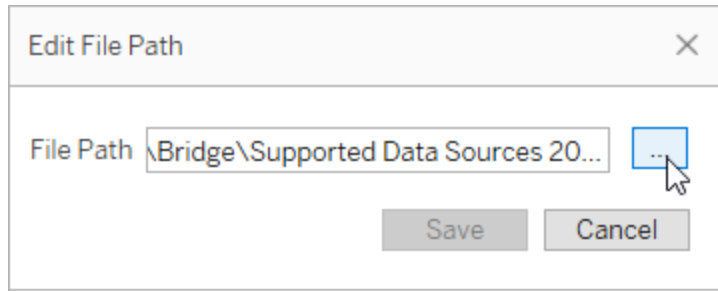 Edit File Path
File Path \Bridge\Supported Data Sources 20... ...
Save Cancel